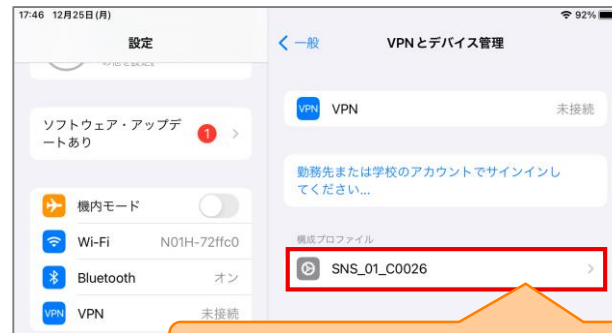 17:46 12月25日(月)
92%
設定
一般
VPNとデバイス管理
の他を設定。
VPN VPN
未接続
ソフトウェア・アップデ
ートあり
1
勤務先または学校のアカウントでサインインし
てください...
機内モード
構成プロファイル
Wi-Fi
N01H-72ffc0
SNS_01_C0026
Bluetooth
オン
VPN VPN
未接続